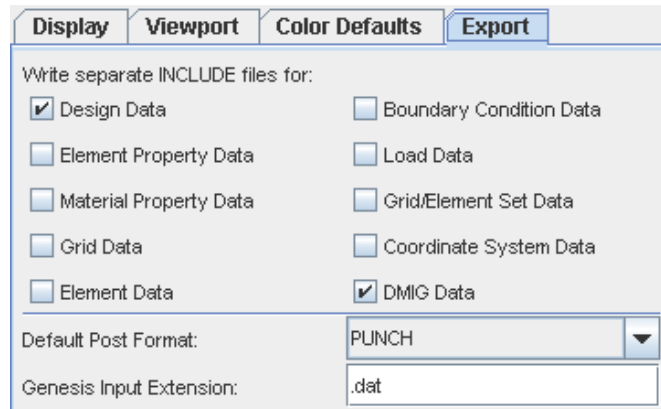 Display Viewport Color Defaults Export
Write separate INCLUDE files for:
Design Data Boundary Condition Data
Element Property Data Load Data
Material Property Data Grid/Element Set Data
Grid Data Coordinate System Data
Element Data DMIG Data
Default Post Format: PUNCH
Genesis Input Extension: .dat